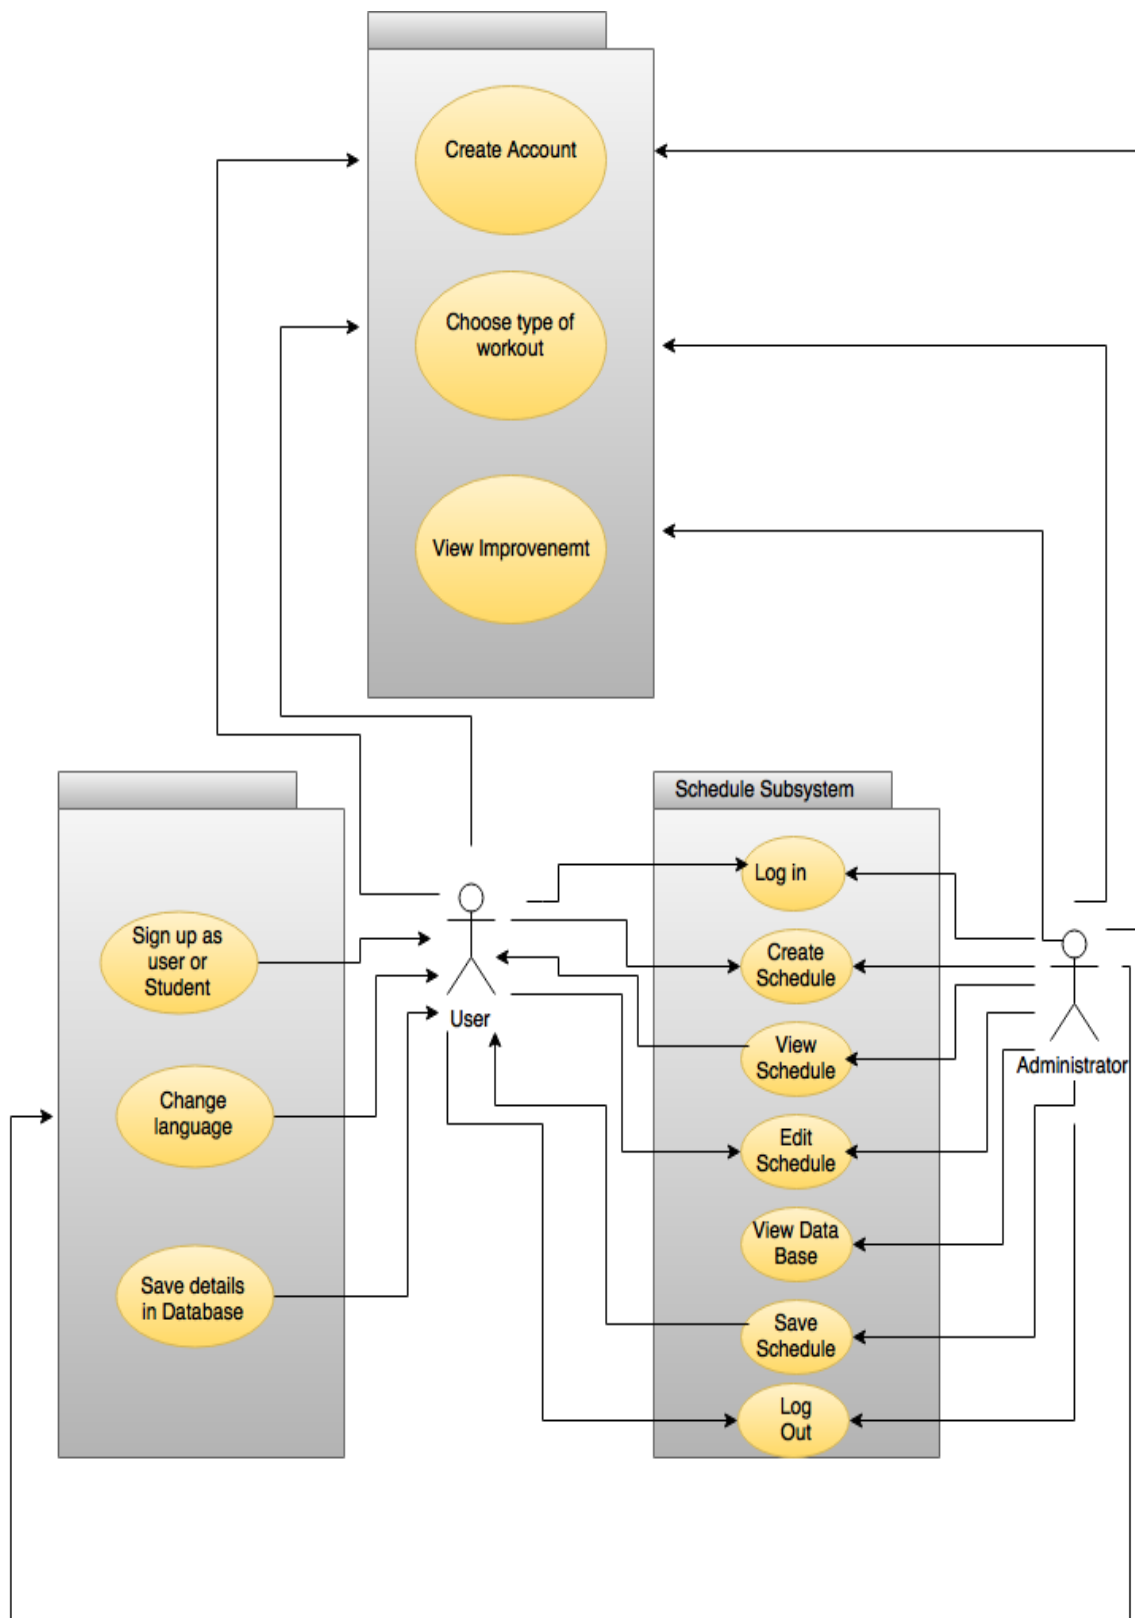 Create Account
Choose type of
workout
View Improvenemt
Schedule Subsystem
Sign up as
user or
Student
Change
language
Save details
in Database
User
Log in
Create
Schedule
View
Schedule
Edit
Schedule
View Data
Base
Save
Schedule
Log
Out
Administrator